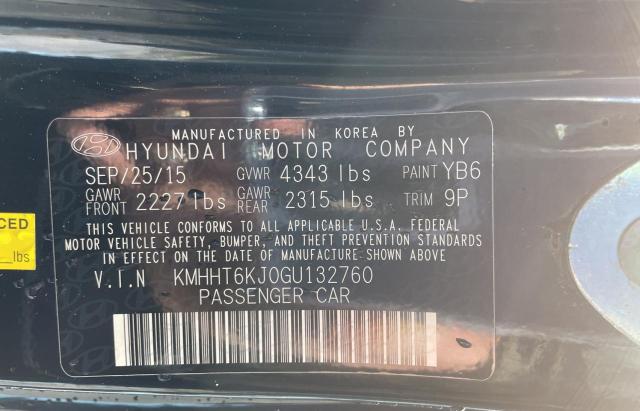 MANUFACTURED IN KOREA BY
HYUNDAI MOTOR COMPANY
SEP/25/15 GVWR 4343 lbs PAINT YB6
GAWR FRONT 2227 lbs GAWR REAR 2315 lbs TRIM 9P
THIS VEHICLE CONFORMS TO ALL APPLICABLE U.S.A. FEDERAL
MOTOR VEHICLE SAFETY, BUMPER, AND THEFT PREVENTION STANDARDS
IN EFFECT ON THE DATE OF MANUFACTURE SHOWN ABOVE
V.I.N KMHHT6KJ0GU132760
PASSENGER CAR
CED
lbs